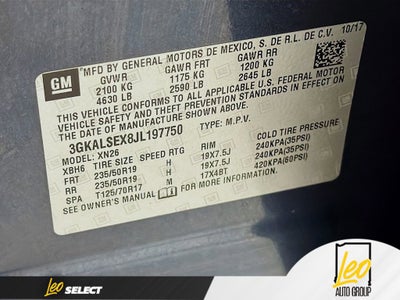 MFD BY GENERAL MOTORS DE MEXICO, S. DE R.L. DE C.V. 10/17
GM
GVWR GAWR FRT GAWR RR
2100 KG 1175 KG 1200 KG
4630 LB 2590 LB 2645 LB
THIS VEHICLE CONFORMS TO ALL APPLICABLE U.S. FEDERAL MOTOR
VEHICLE SAFETY AND THEFT PREVENTION STANDARDS IN EFFECT ON THE
DATE OF MANUFACTURE SHOWN ABOVE.
3GKALSEX8JL197750 TYPE: M.P.V.
XBH6 MODEL: XN26
TIRE SIZE SPEED RTG RIM COLD TIRE PRESSURE
FRT 235/50R19 H 19X7.5J 240KPA(35PSI)
RR 235/50R19 H 19X7.5J 240KPA(35PSI)
SPA T125/70R17 M 17X4BT 420KPA(60PSI)
SEE OWNER'S MANUAL FOR ADDITIONAL INFORMATION.
Leo SELECT
Leo
AUTO GROUP